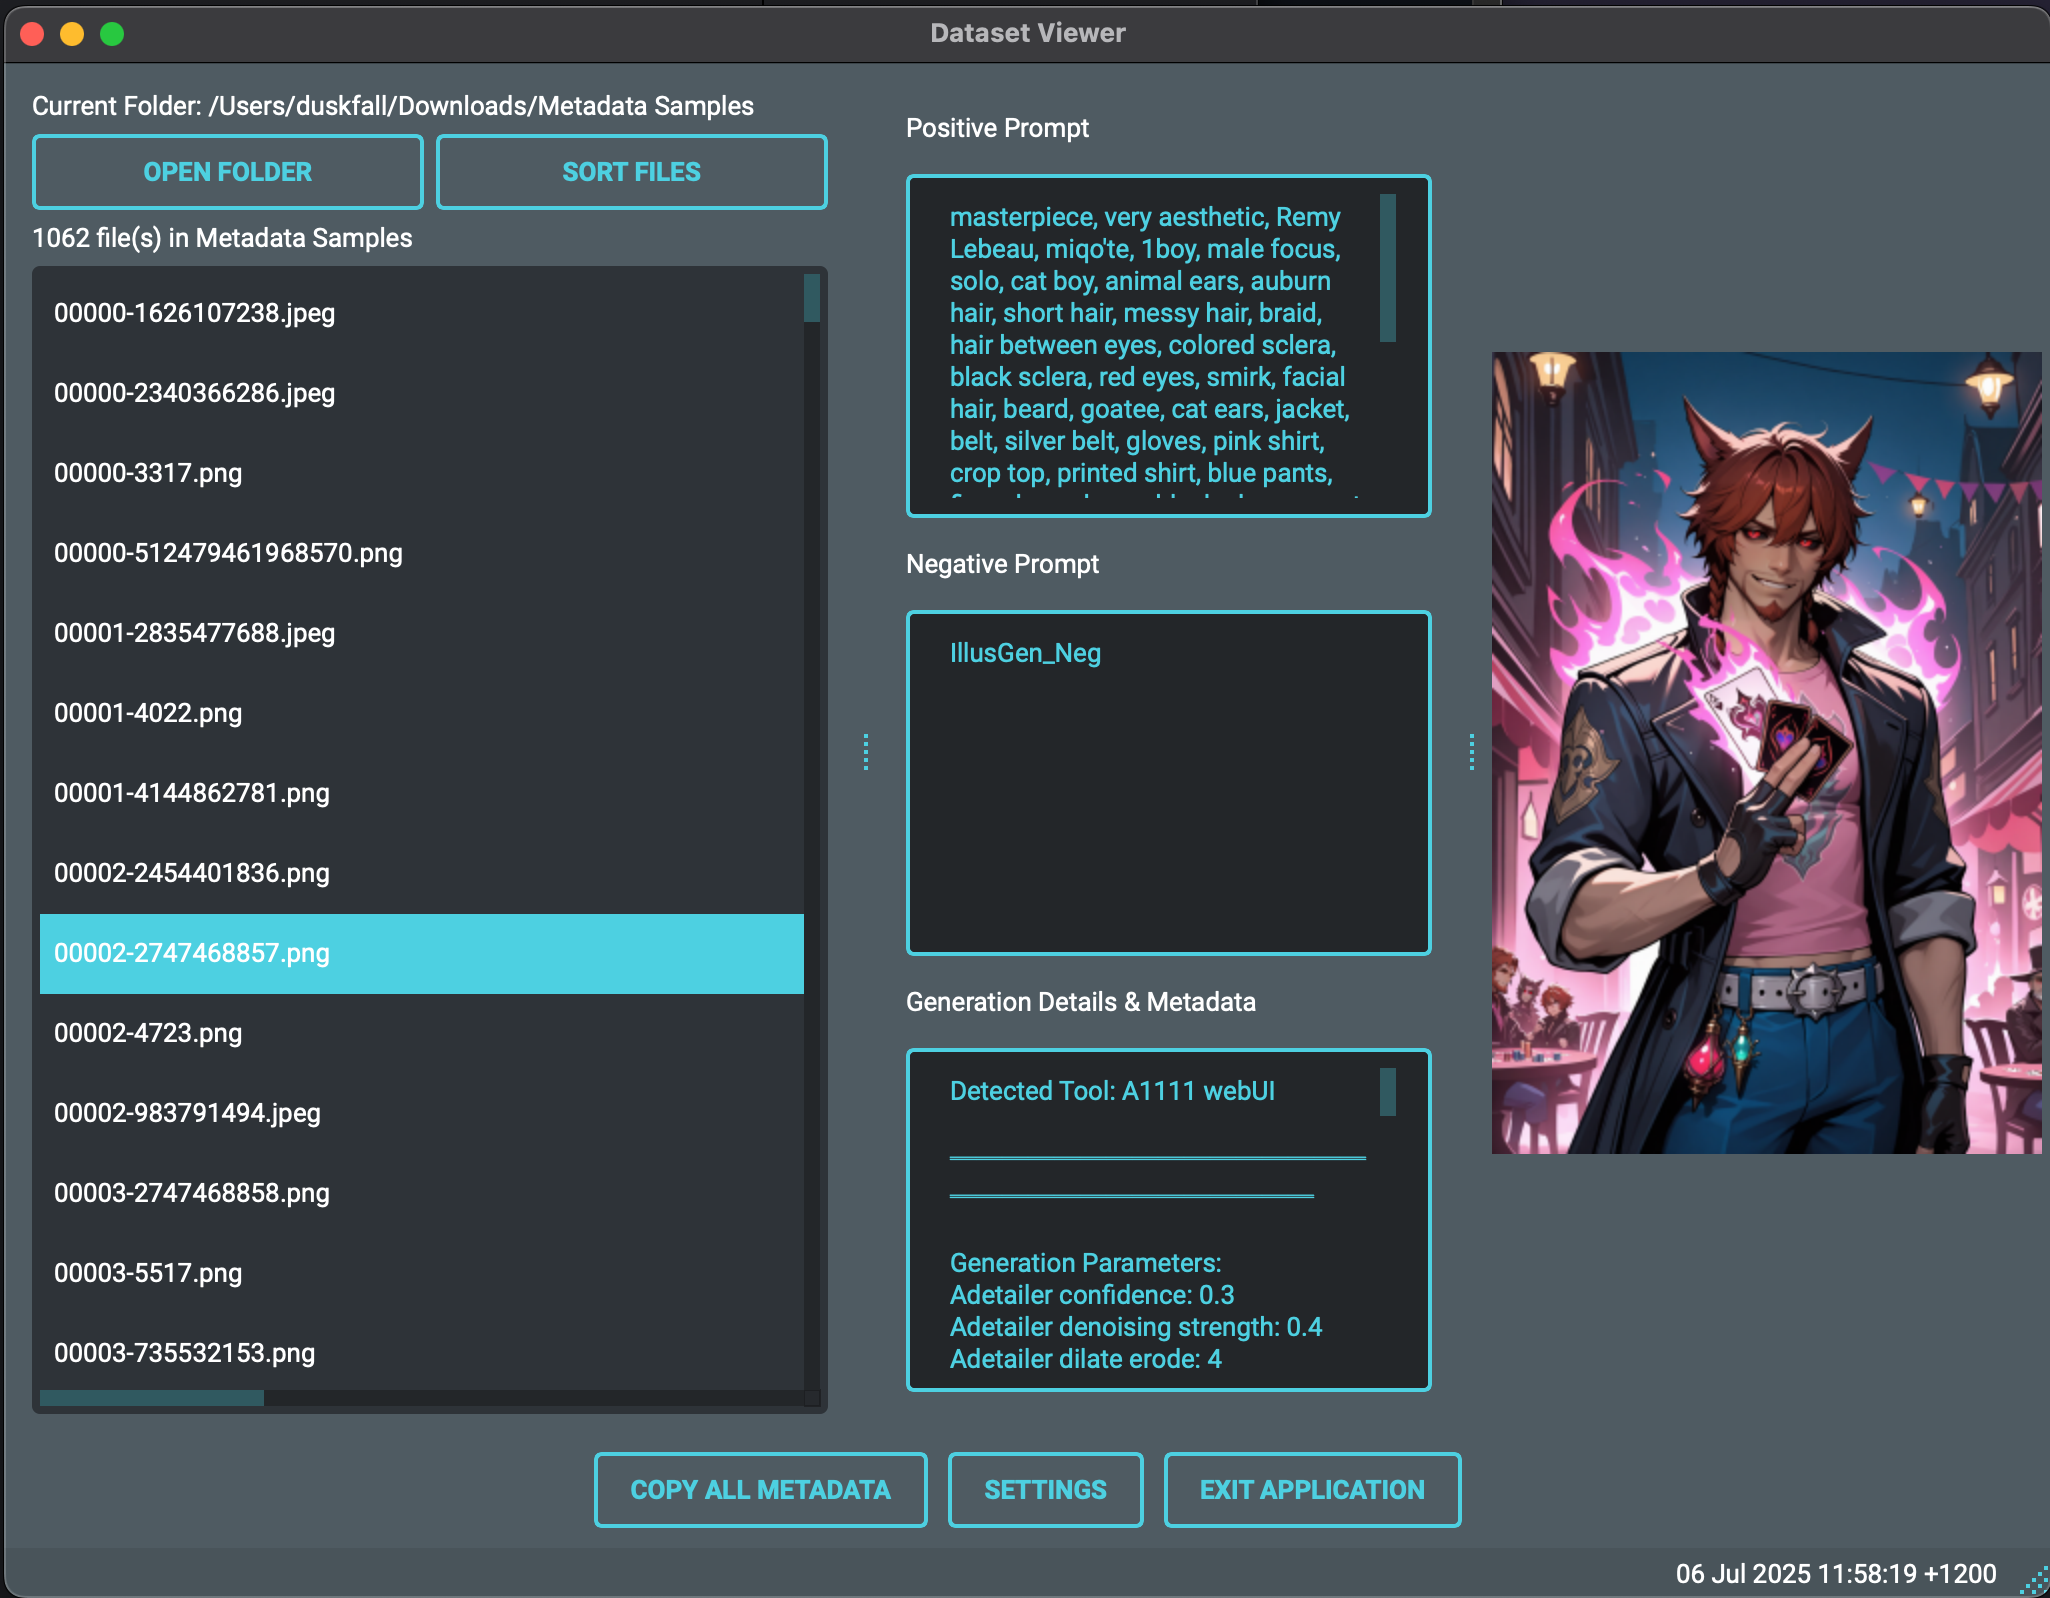 Dataset Viewer
Current Folder: /Users/duskfall/Downloads/Metadata Samples
OPEN FOLDER
SORT FILES
1062 file(s) in Metadata Samples
00000-1626107238.jpeg
00000-2340366286.jpeg
00000-3317.png
00000-512479461968570.png
00001-2835477688.jpeg
00001-4022.png
00001-4144862781.png
00002-2454401836.png
00002-2747468857.png
00002-4723.png
00002-983791494.jpeg
00003-2747468858.png
00003-5517.png
00003-735532153.png
Positive Prompt
masterpiece, very aesthetic, Remy
Lebeau, miqo'te, 1boy, male focus,
solo, cat boy, animal ears, auburn
hair, short hair, messy hair, braid,
hair between eyes, colored sclera,
black sclera, red eyes, smirk, facial
hair, beard, goatee, cat ears, jacket,
belt, silver belt, gloves, pink shirt,
crop top, printed shirt, blue pants,
Negative Prompt
IllusGen_Neg
Generation Details & Metadata
Detected Tool: A1111 webUI
Generation Parameters:
Adetailer confidence: 0.3
Adetailer denoising strength: 0.4
Adetailer dilate erode: 4
COPY ALL METADATA
SETTINGS
EXIT APPLICATION
06 Jul 2025 11:58:19 +1200